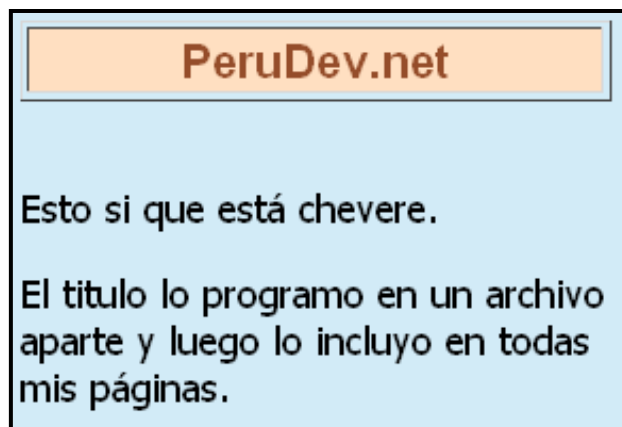 PeruDev.net
Esto si que está chevere.
El titulo lo programo en un archivo
aparte y luego lo incluyo en todas
mis páginas.